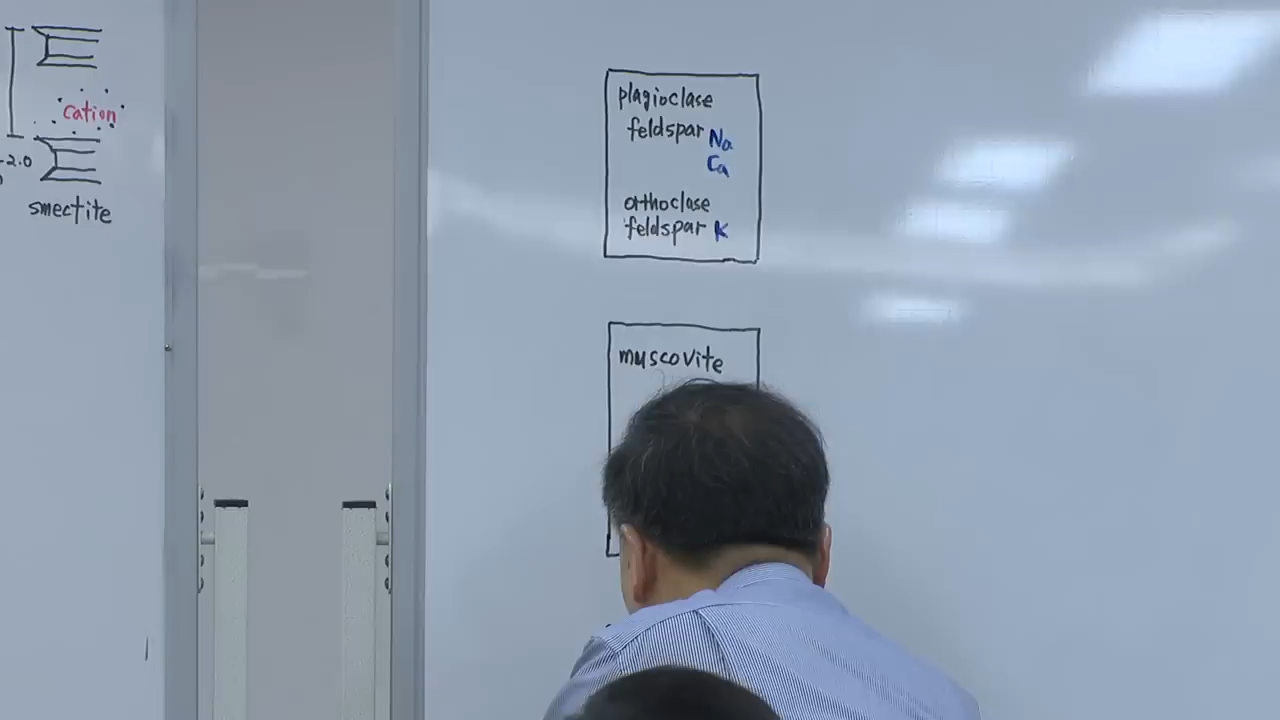 cation
2.0
smectite
plagioclase
feldspar Na
Ca
orthoclase
feldspar K
muscovite